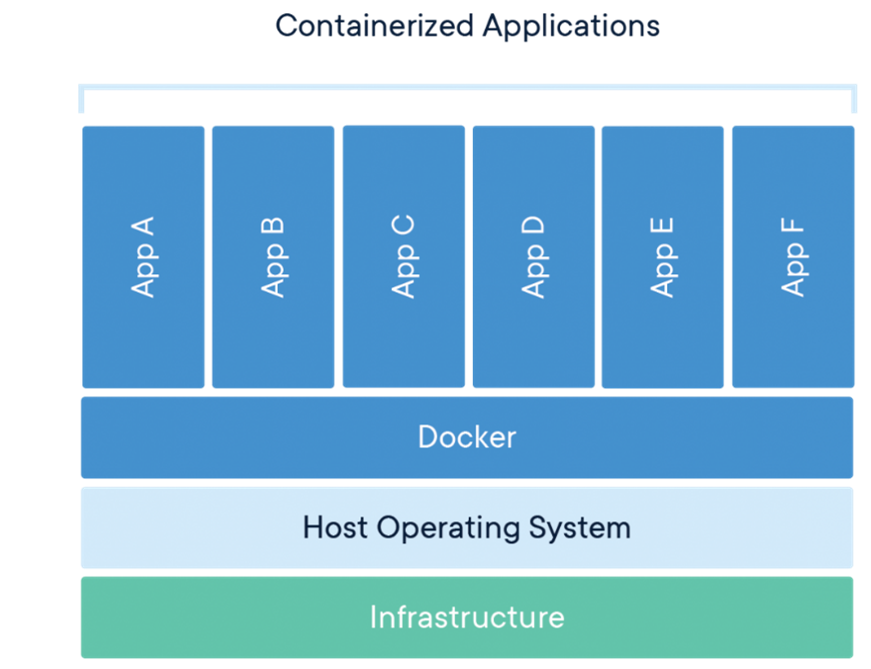 Containerized Applications
App A
App B
App C
App D
App E
App F
Docker
Host Operating System
Infrastructure